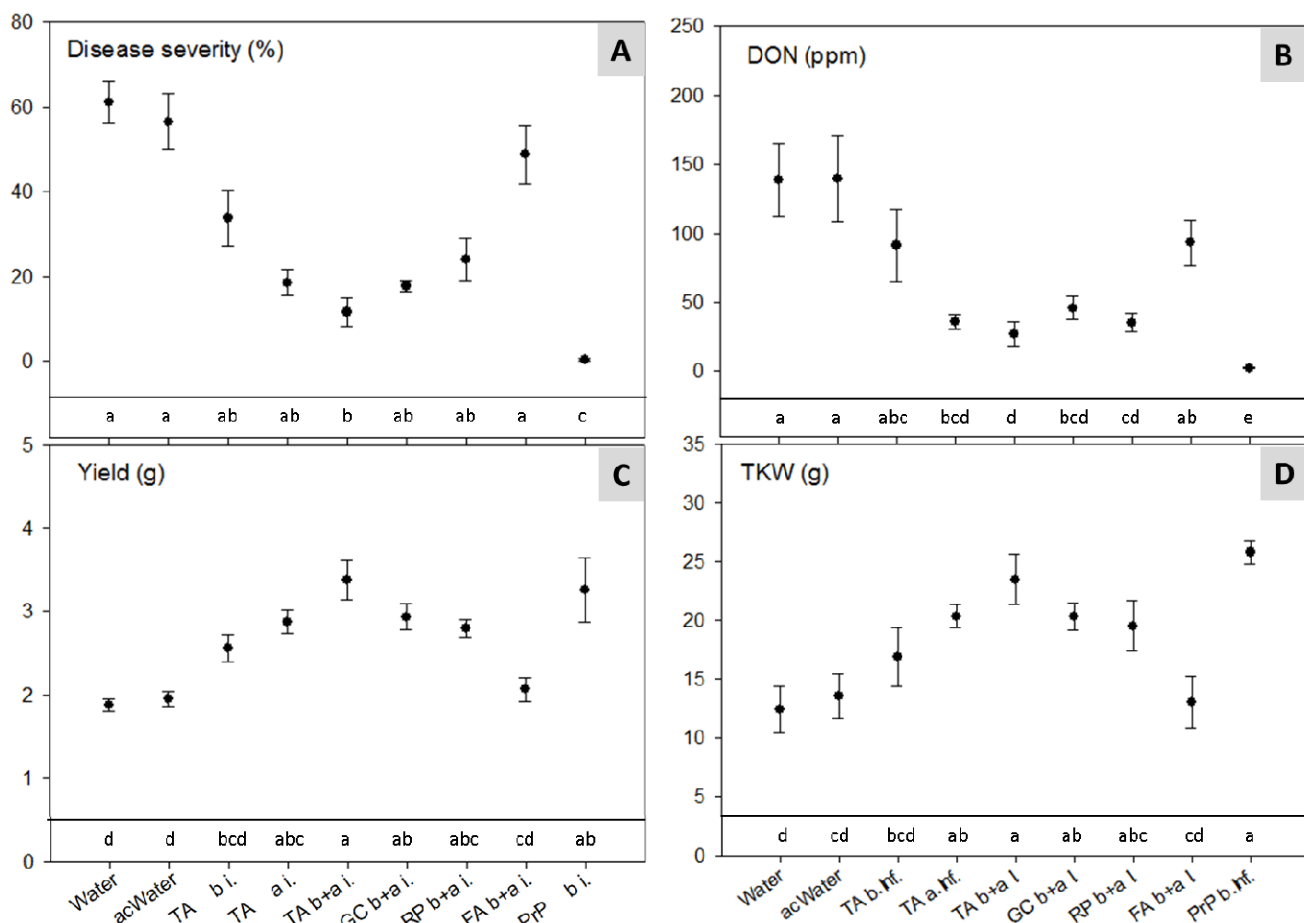 Disease severity (%)
A
80
60
40
20
0
a a ab ab b ab ab a c
DON (ppm)
B
250
200
150
100
50
0
a a abc bcd d bcd cd ab e
Yield (g)
C
5
4
3
2
1
0
d d bcd abc a ab abc cd ab
Water
acWater
TA b i.
TA a i.
TA b+a i.
GC b+a i.
RP b+a i.
FA b+a i.
PrP b i.
TKW (g)
D
35
30
25
20
15
10
5
0
d cd bcd ab a ab abc cd a
Water
acWater
TA b.Inf.
TA a.Inf.
TA b+a I.
GC b+a I.
RP b+a I.
FA b+a I.
PrP b.Inf.